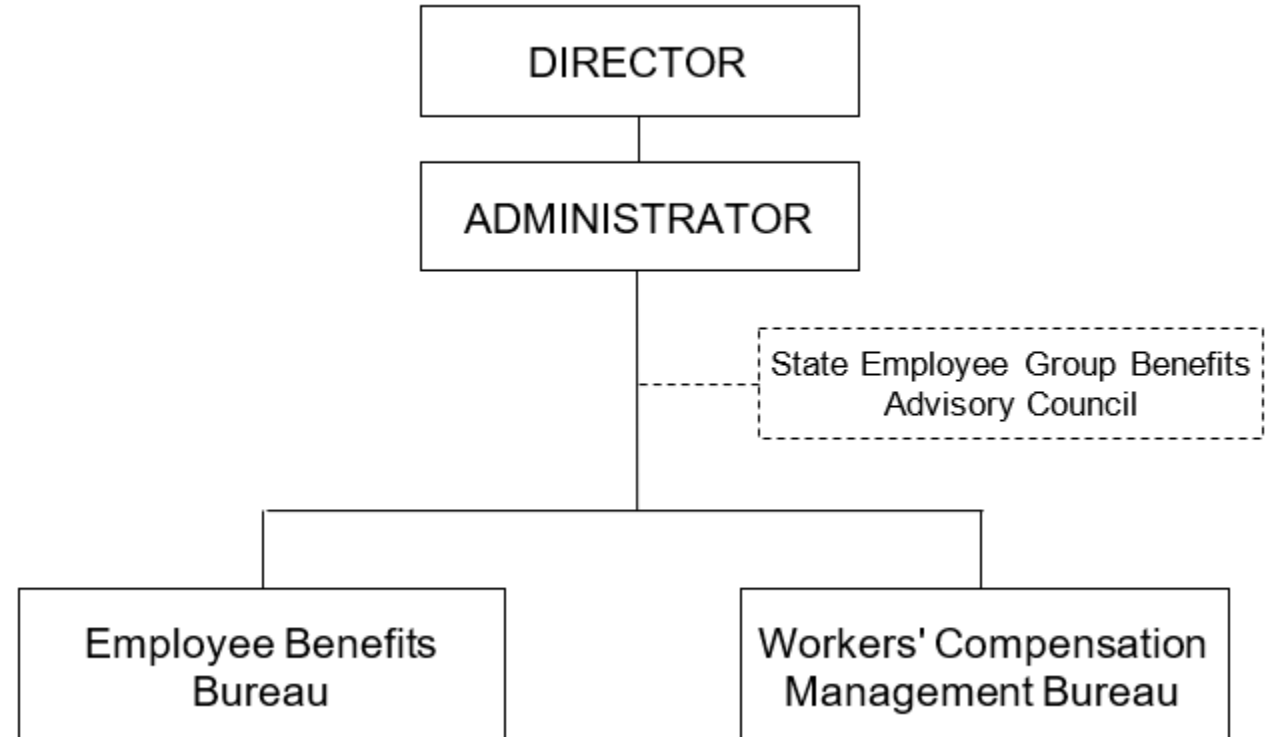 DIRECTOR
ADMINISTRATOR
State Employee Group Benefits
Advisory Council
Employee Benefits
Bureau
Workers' Compensation
Management Bureau